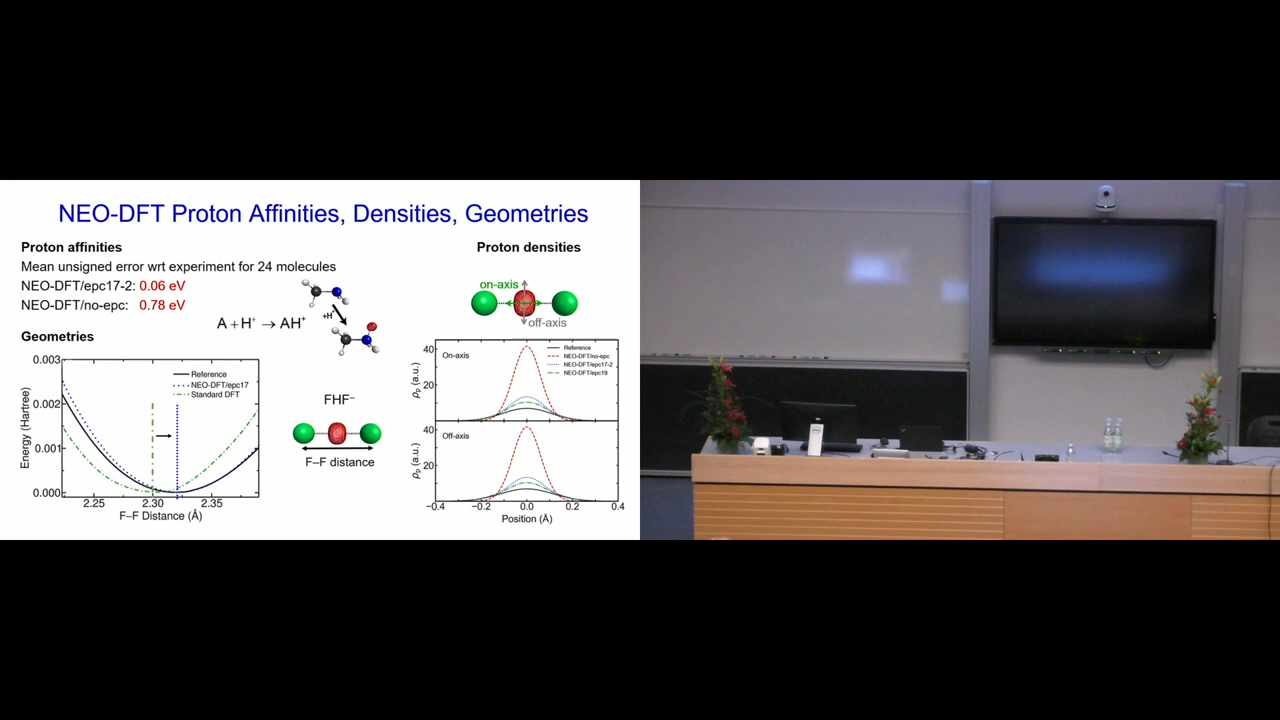 NEO-DFT Proton Affinities, Densities, Geometries
Proton affinities
Mean unsigned error wrt experiment for 24 molecules
NEO-DFT/epc17-2: 0.06 eV
NEO-DFT/no-epc: 0.78 eV
A + H⁺ → AH⁺
+H⁺
Geometries
0.003
0.002
0.001
0.000
Energy (Hartree)
Reference
NEO-DFT/epc17
Standard DFT
2.25 2.30 2.35
F–F Distance (Å)
FHF⁻
F–F distance
Proton densities
on-axis
off-axis
On-axis
Reference
NEO-DFT/no-epc
NEO-DFT/epc17-2
NEO-DFT/epc19
40
20
ρp (a.u.)
Off-axis
40
20
ρp (a.u.)
−0.4 −0.2 0.0 0.2 0.4
Position (Å)